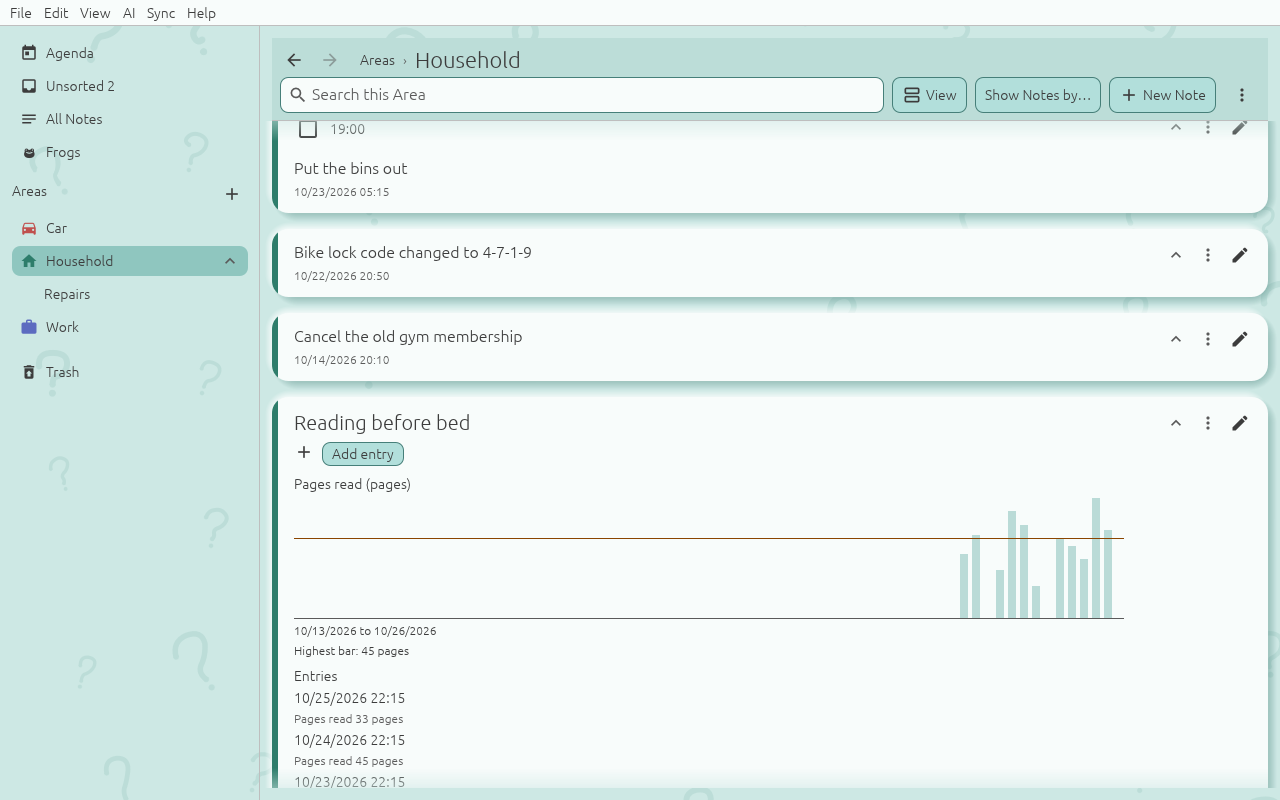 File Edit View AI Sync Help
Agenda
Unsorted 2
All Notes
Frogs
Areas
Car
Household
Repairs
Work
Trash
Areas › Household
Search this Area
View
Show Notes by...
New Note
19:00
Put the bins out
10/23/2026 05:15
Bike lock code changed to 4-7-1-9
10/22/2026 20:50
Cancel the old gym membership
10/14/2026 20:10
Reading before bed
Add entry
Pages read (pages)
10/13/2026 to 10/26/2026
Highest bar: 45 pages
Entries
10/25/2026 22:15
Pages read 33 pages
10/24/2026 22:15
Pages read 45 pages
10/23/2026 22:15